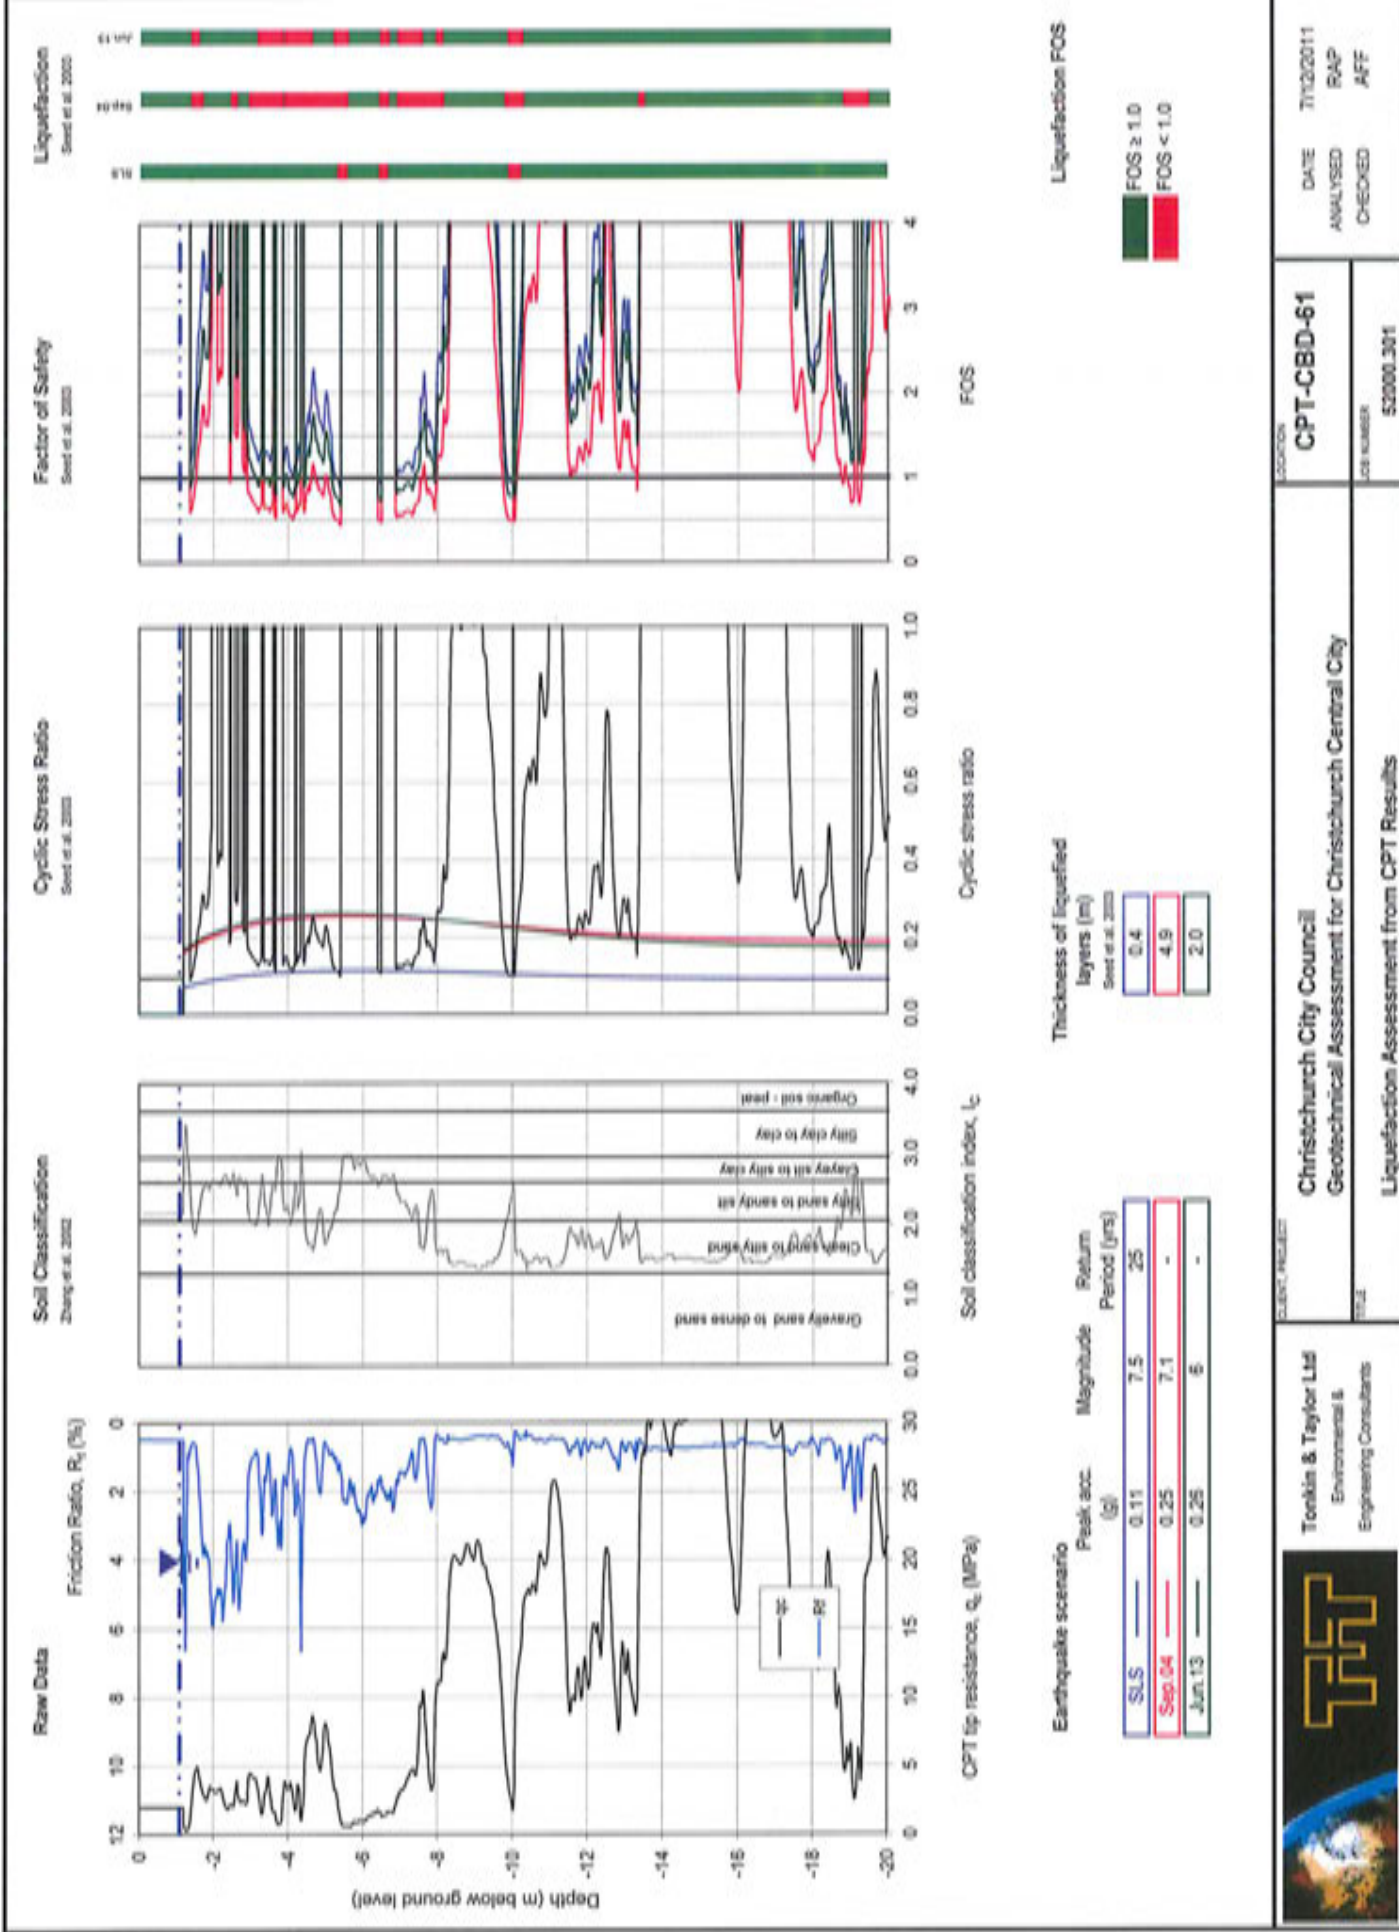 Raw Data
Friction Ratio, Rf (%)
12 10 8 6 4 2 0
Depth (m below ground level)
0
-2
-4
-6
-8
-10
-12
-14
-16
-18
-20
qc
Rf
0 5 10 15 20 25 30
CPT tip resistance, qc (MPa)
Soil Classification
Zhang et al. 2002
Gravelly sand to dense sand
Clean sand to silty sand
Silty sand to sandy silt
Clayey silt to silty clay
Silty clay to clay
Organic soil - peat
0.0 1.0 2.0 3.0 4.0
Soil classification index, Ic
Cyclic Stress Ratio
Seed et al. 2003
0.0 0.2 0.4 0.6 0.8 1.0
Cyclic stress ratio
Factor of Safety
Seed et al. 2003
0 1 2 3 4
FOS
Liquefaction
Seed et al. 2003
SLS Sep.04 Jun.13
Earthquake scenario
Peak acc. (g) Magnitude Return Period (yrs)
SLS 0.11 7.5 25
Sep.04 0.25 7.1 -
Jun.13 0.26 6 -
Thickness of liquefied
layers (m)
Seed et al. 2003
0.4
4.9
2.0
Liquefaction FOS
FOS ≥ 1.0
FOS < 1.0
T+T
Tonkin & Taylor Ltd
Environmental &
Engineering Consultants
CLIENT, PROJECT
Christchurch City Council
Geotechnical Assessment for Christchurch Central City
TITLE
Liquefaction Assessment from CPT Results
LOCATION
CPT-CBD-61
JOB NUMBER
52000.301
DATE 7/12/2011
ANALYSED RAP
CHECKED AFF